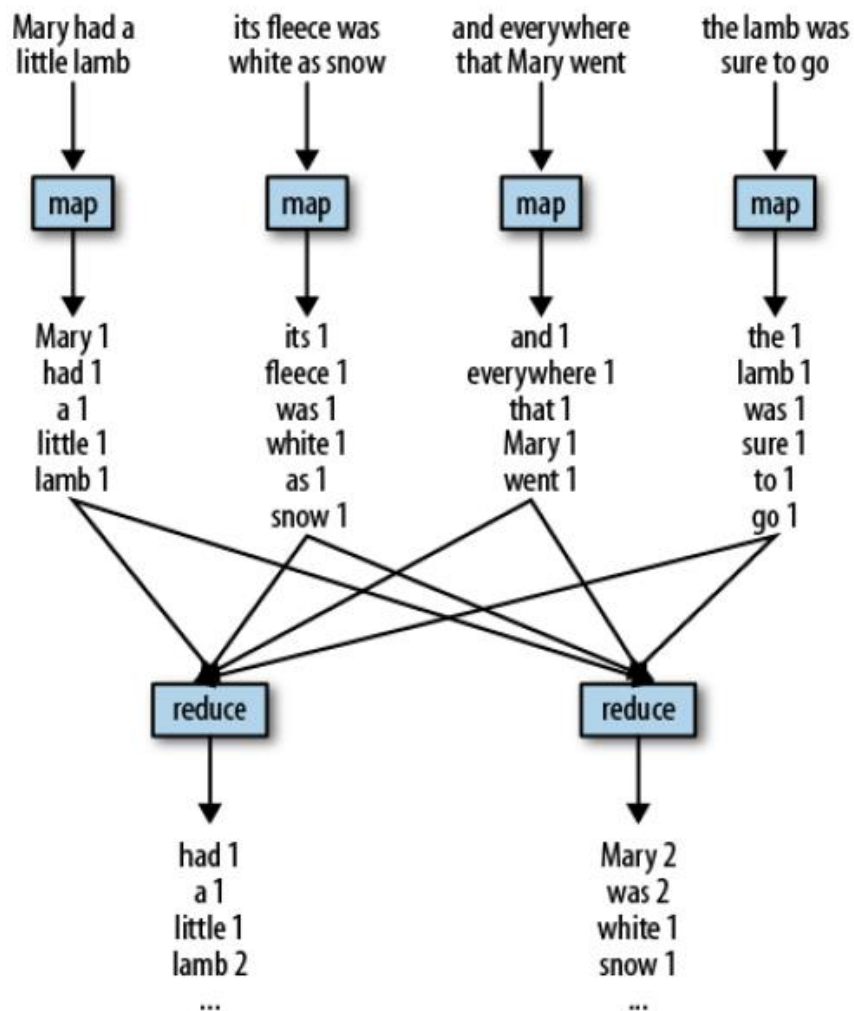 Mary had a
little lamb
its fleece was
white as snow
and everywhere
that Mary went
the lamb was
sure to go
map
map
map
map
Mary 1
had 1
a 1
little 1
lamb 1
its 1
fleece 1
was 1
white 1
as 1
snow 1
and 1
everywhere 1
that 1
Mary 1
went 1
the 1
lamb 1
was 1
sure 1
to 1
go 1
reduce
reduce
had 1
a 1
little 1
lamb 2
...
Mary 2
was 2
white 1
snow 1
...